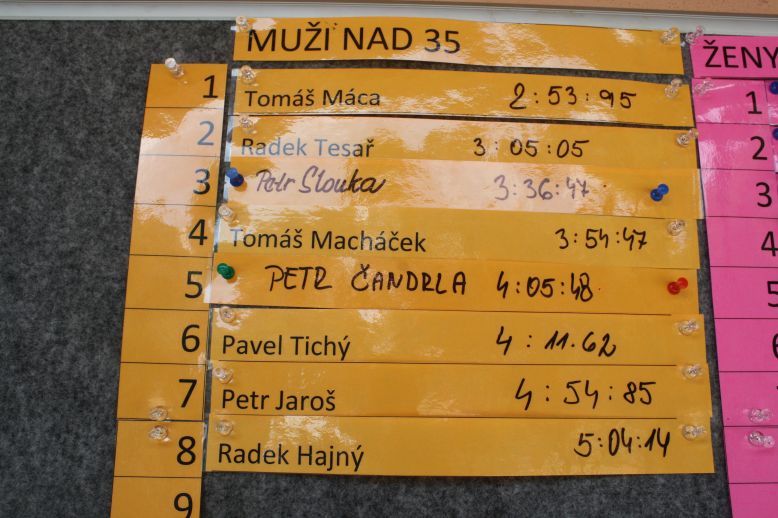 MUŽI NAD 35
1 Tomáš Máca 2:53:95
2 Radek Tesař 3:05:05
3 Petr Slouka 3:36:47
4 Tomáš Macháček 3:54:47
5 PETR ČANDRLA 4:05:48
6 Pavel Tichý 4:11.62
7 Petr Jaroš 4:54:85
8 Radek Hajný 5:04:14
9
ŽENY
1
2
3
4
5